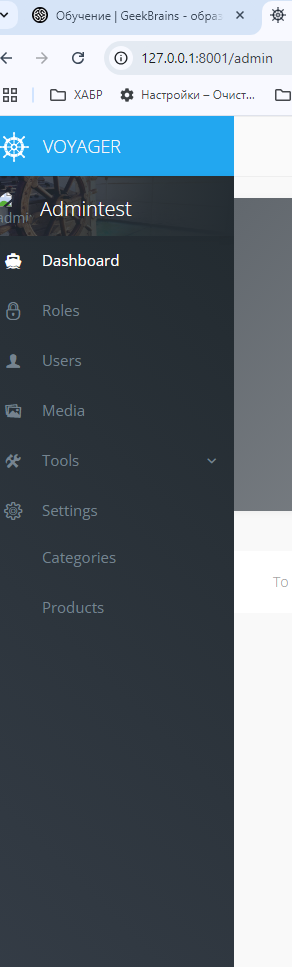 Обучение | GeekBrains - образ
127.0.0.1:8001/admin
ХАБР
Настройки – Очист...
VOYAGER
admi
Admintest
Dashboard
Roles
Users
Media
Tools
Settings
To
Categories
Products